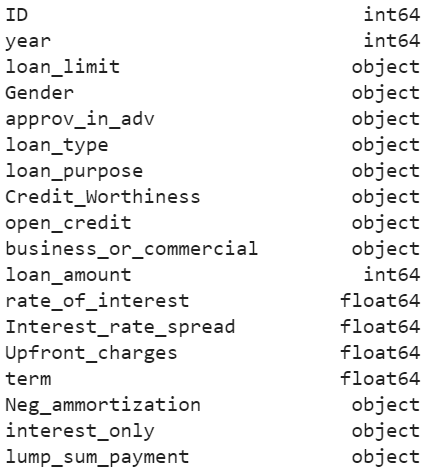 ID int64
year int64
loan_limit object
Gender object
approv_in_adv object
loan_type object
loan_purpose object
Credit_Worthiness object
open_credit object
business_or_commercial object
loan_amount int64
rate_of_interest float64
Interest_rate_spread float64
Upfront_charges float64
term float64
Neg_ammortization object
interest_only object
lump_sum_payment object